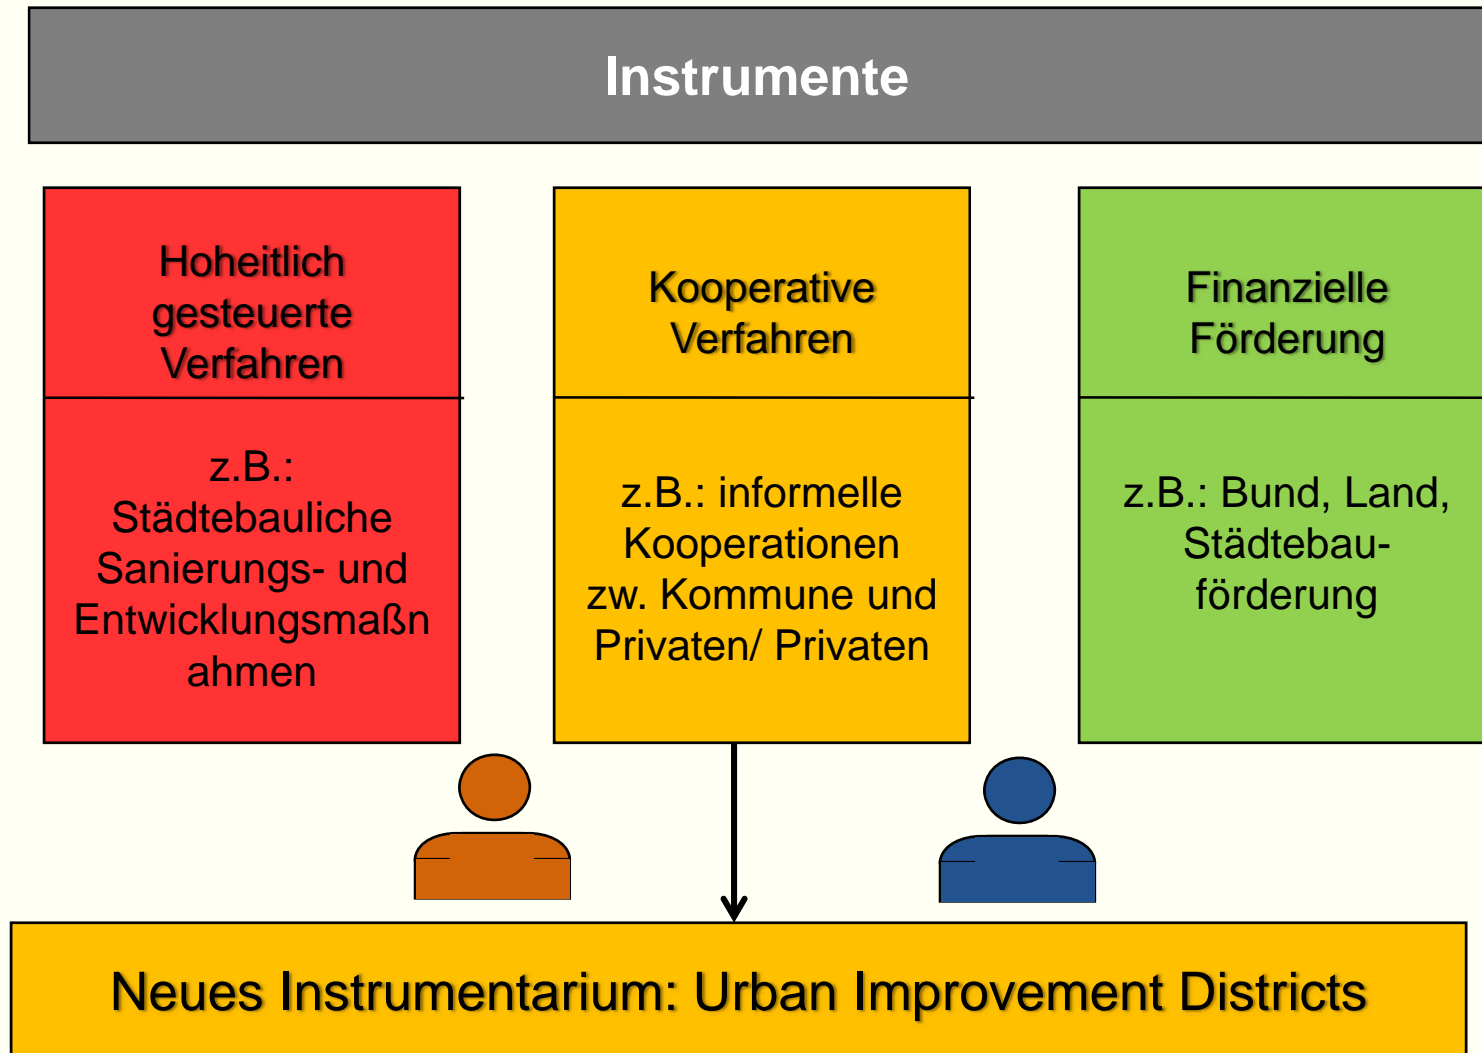 Instrumente
Hoheitlich
gesteuerte
Verfahren
z.B.:
Städtebauliche
Sanierungs- und
Entwicklungsmaßn
ahmen
Kooperative
Verfahren
z.B.: informelle
Kooperationen
zw. Kommune und
Privaten/ Privaten
Finanzielle
Förderung
z.B.: Bund, Land,
Städtebau-
förderung
Neues Instrumentarium: Urban Improvement Districts